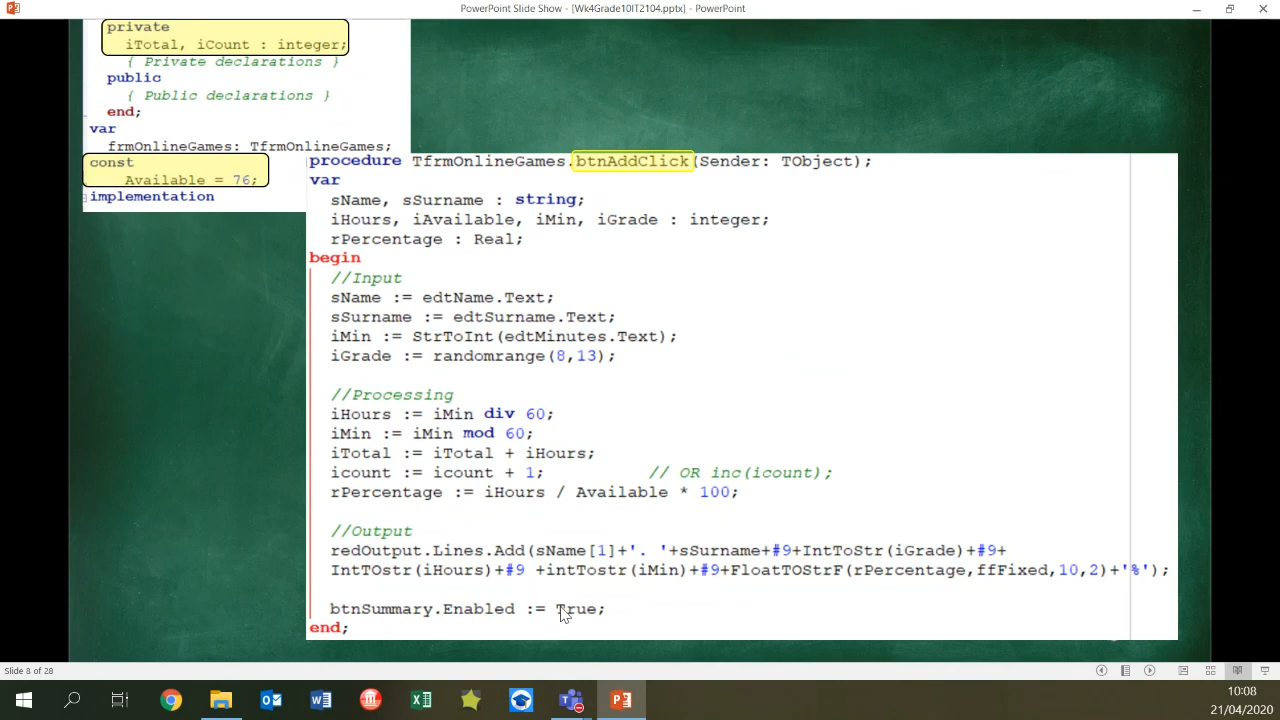 PowerPoint Slide Show - [Wk4Grade10IT2104.pptx] - PowerPoint
private
iTotal, iCount : integer;
{ Private declarations }
public
{ Public declarations }
end;
var
frmOnlineGames: TfrmOnlineGames;
const
Available = 76;
implementation
procedure TfrmOnlineGames.btnAddClick(Sender: TObject);
var
sName, sSurname : string;
iHours, iAvailable, iMin, iGrade : integer;
rPercentage : Real;
begin
//Input
sName := edtName.Text;
sSurname := edtSurname.Text;
iMin := StrToInt(edtMinutes.Text);
iGrade := randomrange(8,13);
//Processing
iHours := iMin div 60;
iMin := iMin mod 60;
iTotal := iTotal + iHours;
icount := icount + 1; // OR inc(icount);
rPercentage := iHours / Available * 100;
//Output
redOutput.Lines.Add(sName[1]+'. '+sSurname+#9+IntToStr(iGrade)+#9+
IntTOstr(iHours)+#9 +intTostr(iMin)+#9+FloatTOStrF(rPercentage,ffFixed,10,2)+'%');
btnSummary.Enabled := True;
end;
Slide 8 of 28
10:08
21/04/2020